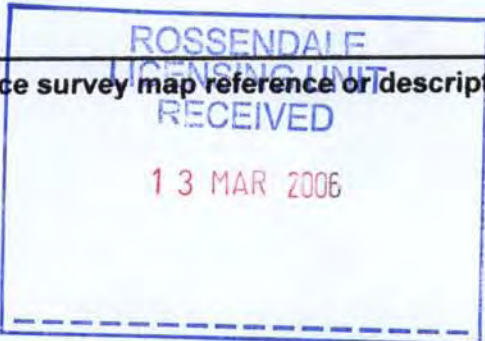 ROSSENDALE
LICENSING UNIT
ce survey map reference or descript
RECEIVED
13 MAR 2006